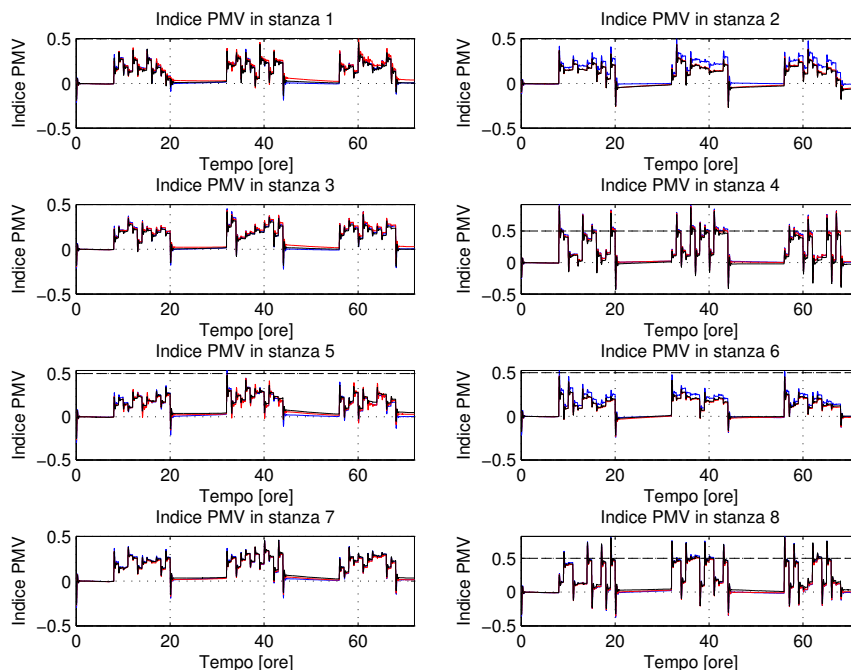 Indice PMV in stanza 1
Indice PMV
0.5
0
−0.5
0 20 40 60
Tempo [ore]
Indice PMV in stanza 2
Indice PMV
0.5
0
−0.5
0 20 40 60
Tempo [ore]
Indice PMV in stanza 3
Indice PMV
0.5
0
−0.5
0 20 40 60
Tempo [ore]
Indice PMV in stanza 4
Indice PMV
0.5
0
−0.5
0 20 40 60
Tempo [ore]
Indice PMV in stanza 5
Indice PMV
0.5
0
−0.5
0 20 40 60
Tempo [ore]
Indice PMV in stanza 6
Indice PMV
0.5
0
−0.5
0 20 40 60
Tempo [ore]
Indice PMV in stanza 7
Indice PMV
0.5
0
−0.5
0 20 40 60
Tempo [ore]
Indice PMV in stanza 8
Indice PMV
0.5
0
−0.5
0 20 40 60
Tempo [ore]